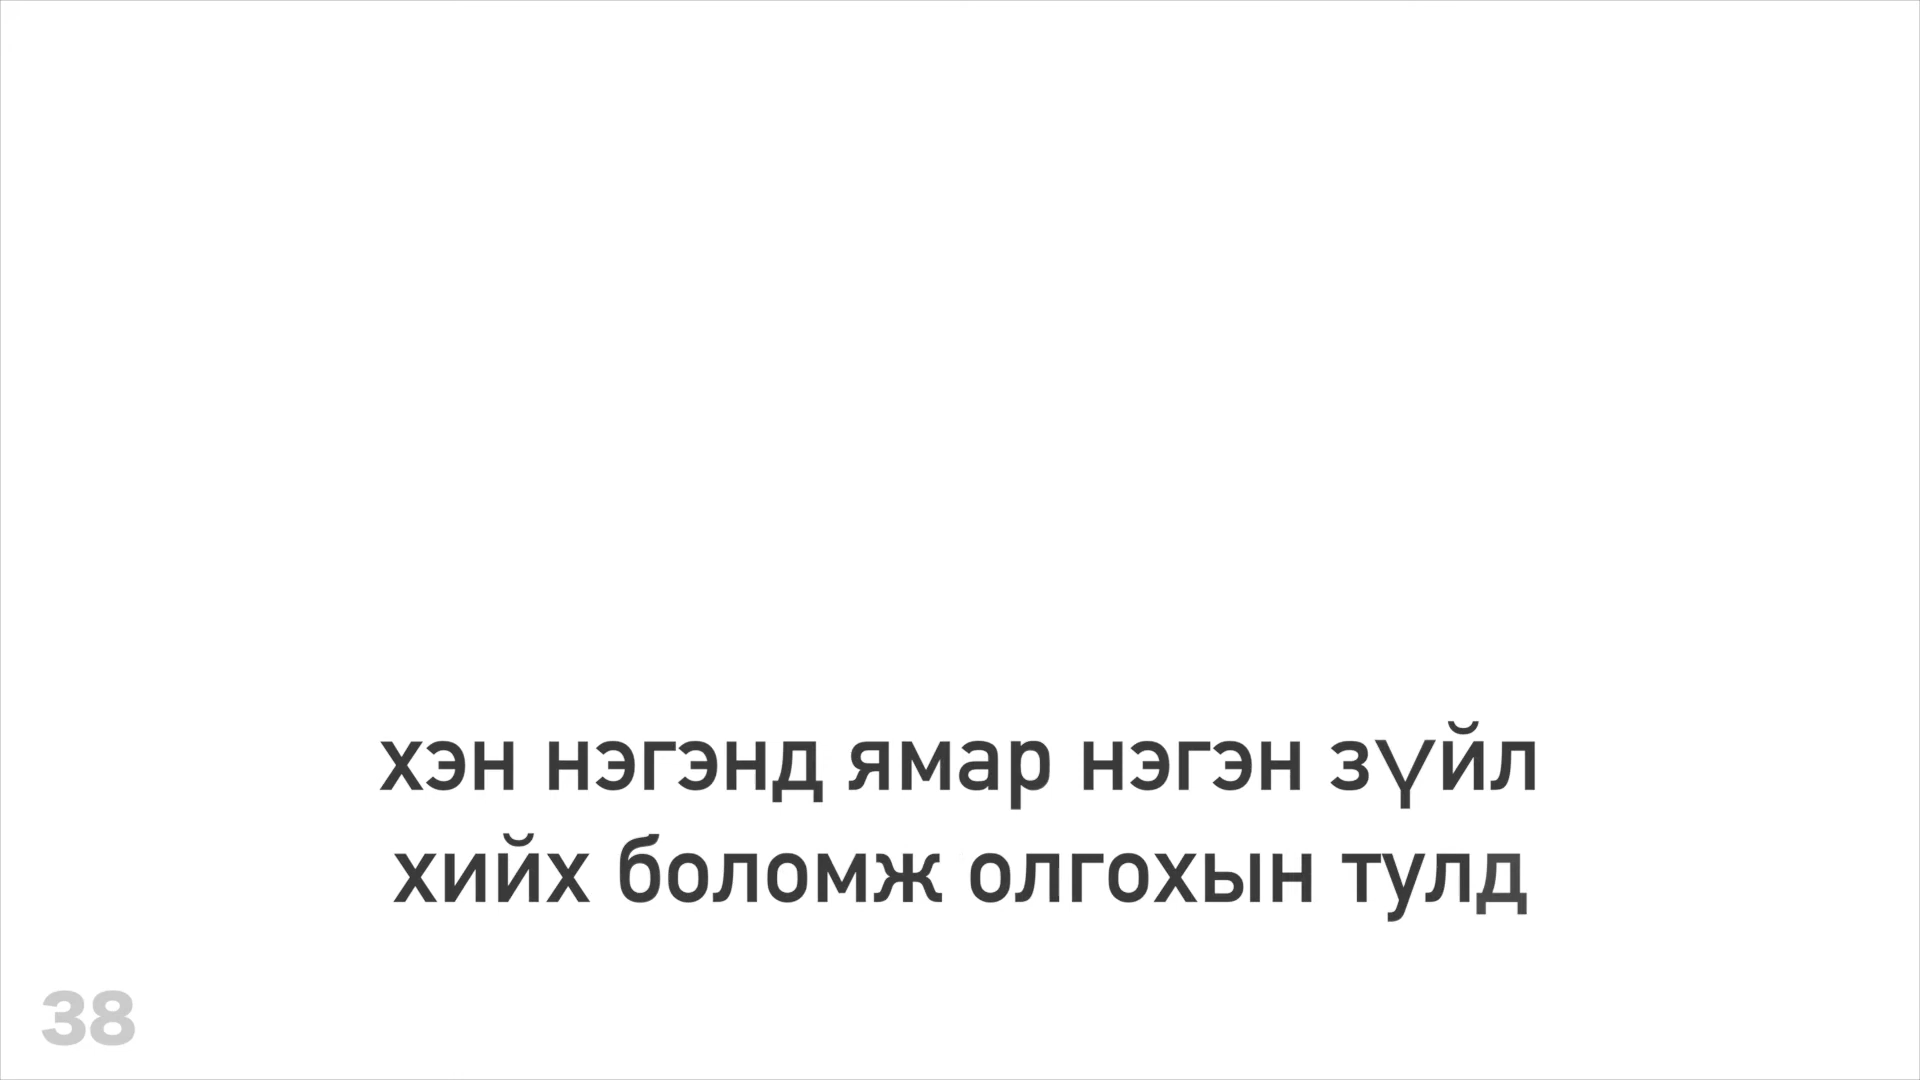 хэн нэгэнд ямар нэгэн зүйл
хийх боломж олгохын тулд
38